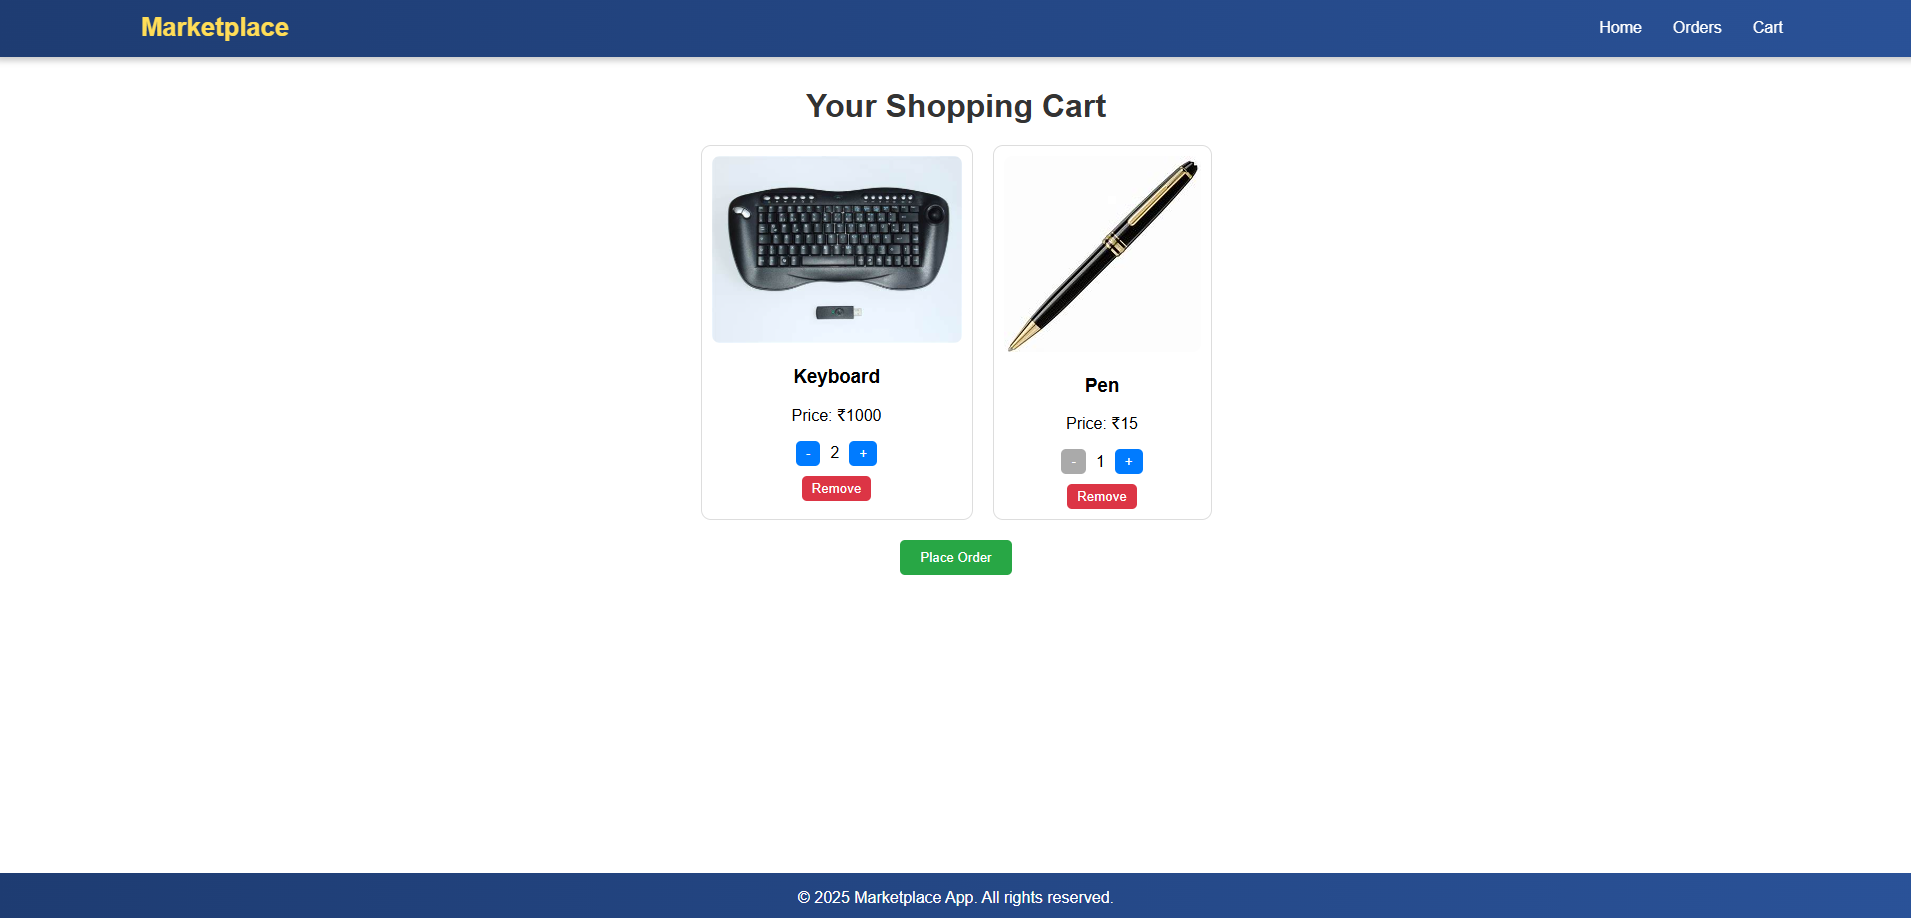 Marketplace
Home Orders Cart
Your Shopping Cart
Keyboard
Price: ₹1000
- 2 +
Remove
Pen
Price: ₹15
- 1 +
Remove
Place Order
© 2025 Marketplace App. All rights reserved.